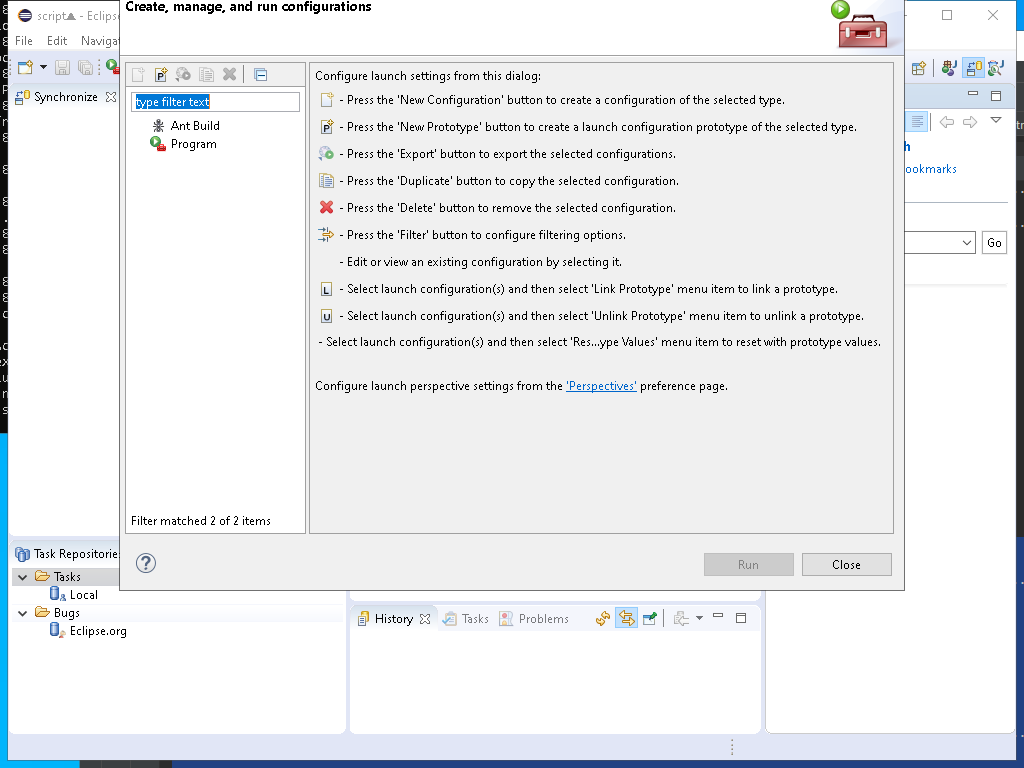 Create, manage, and run configurations
File Edit
Synchronize
type filter text
Ant Build
Program
Filter matched 2 of 2 items
Configure launch settings from this dialog:
- Press the 'New Configuration' button to create a configuration of the selected type.
- Press the 'New Prototype' button to create a launch configuration prototype of the selected type.
- Press the 'Export' button to export the selected configurations.
- Press the 'Duplicate' button to copy the selected configuration.
- Press the 'Delete' button to remove the selected configuration.
- Press the 'Filter' button to configure filtering options.
- Edit or view an existing configuration by selecting it.
- Select launch configuration(s) and then select 'Link Prototype' menu item to link a prototype.
- Select launch configuration(s) and then select 'Unlink Prototype' menu item to unlink a prototype.
- Select launch configuration(s) and then select 'Res...ype Values' menu item to reset with prototype values.
Configure launch perspective settings from the 'Perspectives' preference page.
Run Close
ookmarks
Go
Task Repositorie
Tasks
Local
Bugs
Eclipse.org
History Tasks Problems